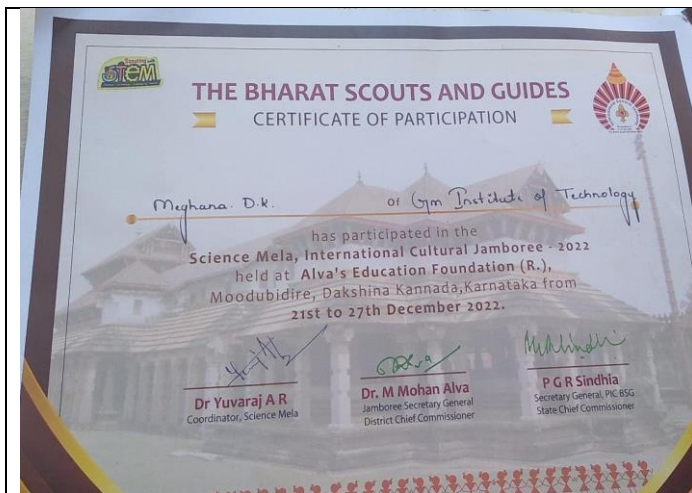 STEM
THE BHARAT SCOUTS AND GUIDES
CERTIFICATE OF PARTICIPATION
Meghana. D.k. of Gm Institute of Technology
has participated in the
Science Mela, International Cultural Jamboree - 2022
held at Alva's Education Foundation (R.),
Moodubidire, Dakshina Kannada,Karnataka from
21st to 27th December 2022.
Dr Yuvaraj A R
Coordinator, Science Mela
Dr. M Mohan Alva
Jamboree Secretary General
District Chief Commissioner
P G R Sindhia
Secretary General, PIC BSG
State Chief Commissioner